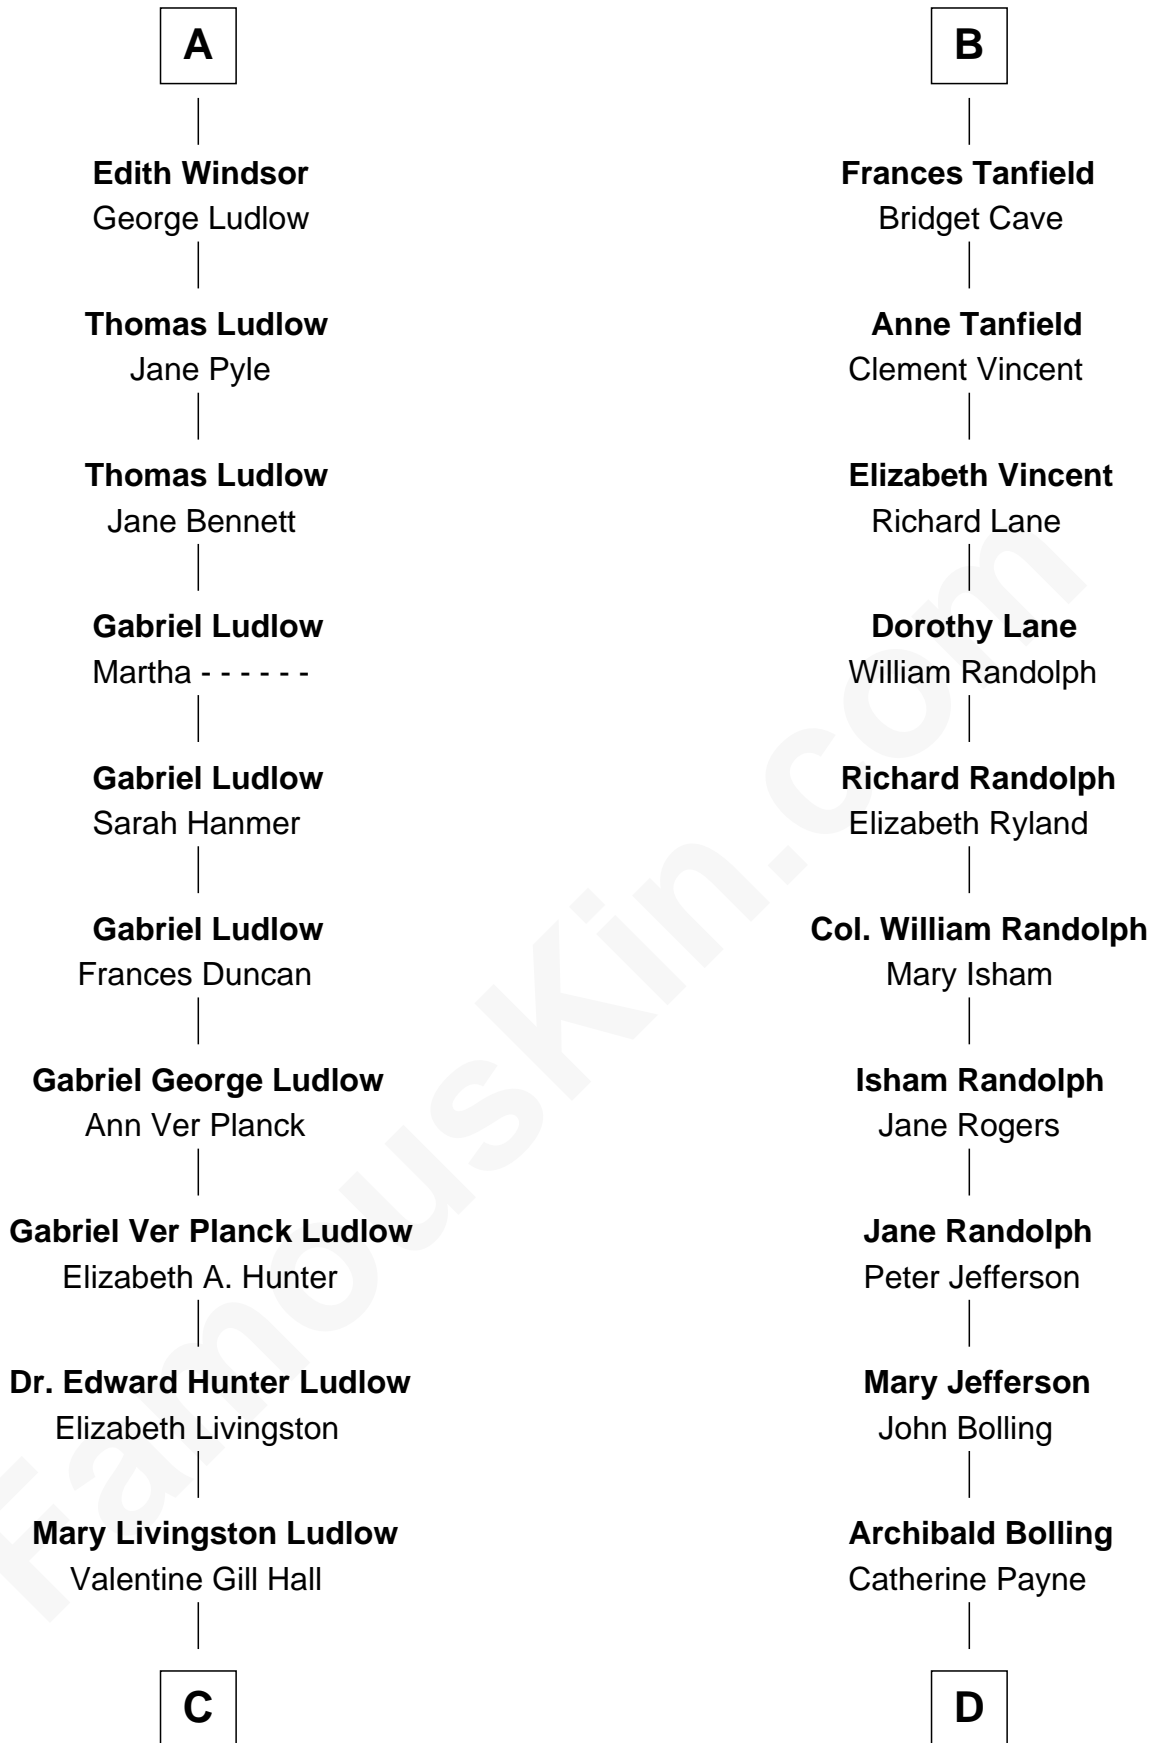 A
Edith Windsor
George Ludlow
Thomas Ludlow
Jane Pyle
Thomas Ludlow
Jane Bennett
Gabriel Ludlow
Martha - - - - - -
Gabriel Ludlow
Sarah Hanmer
Gabriel Ludlow
Frances Duncan
Gabriel George Ludlow
Ann Ver Planck
Gabriel Ver Planck Ludlow
Elizabeth A. Hunter
Dr. Edward Hunter Ludlow
Elizabeth Livingston
Mary Livingston Ludlow
Valentine Gill Hall
C
B
Frances Tanfield
Bridget Cave
Anne Tanfield
Clement Vincent
Elizabeth Vincent
Richard Lane
Dorothy Lane
William Randolph
Richard Randolph
Elizabeth Ryland
Col. William Randolph
Mary Isham
Isham Randolph
Jane Rogers
Jane Randolph
Peter Jefferson
Mary Jefferson
John Bolling
Archibald Bolling
Catherine Payne
D
FamousKin.com